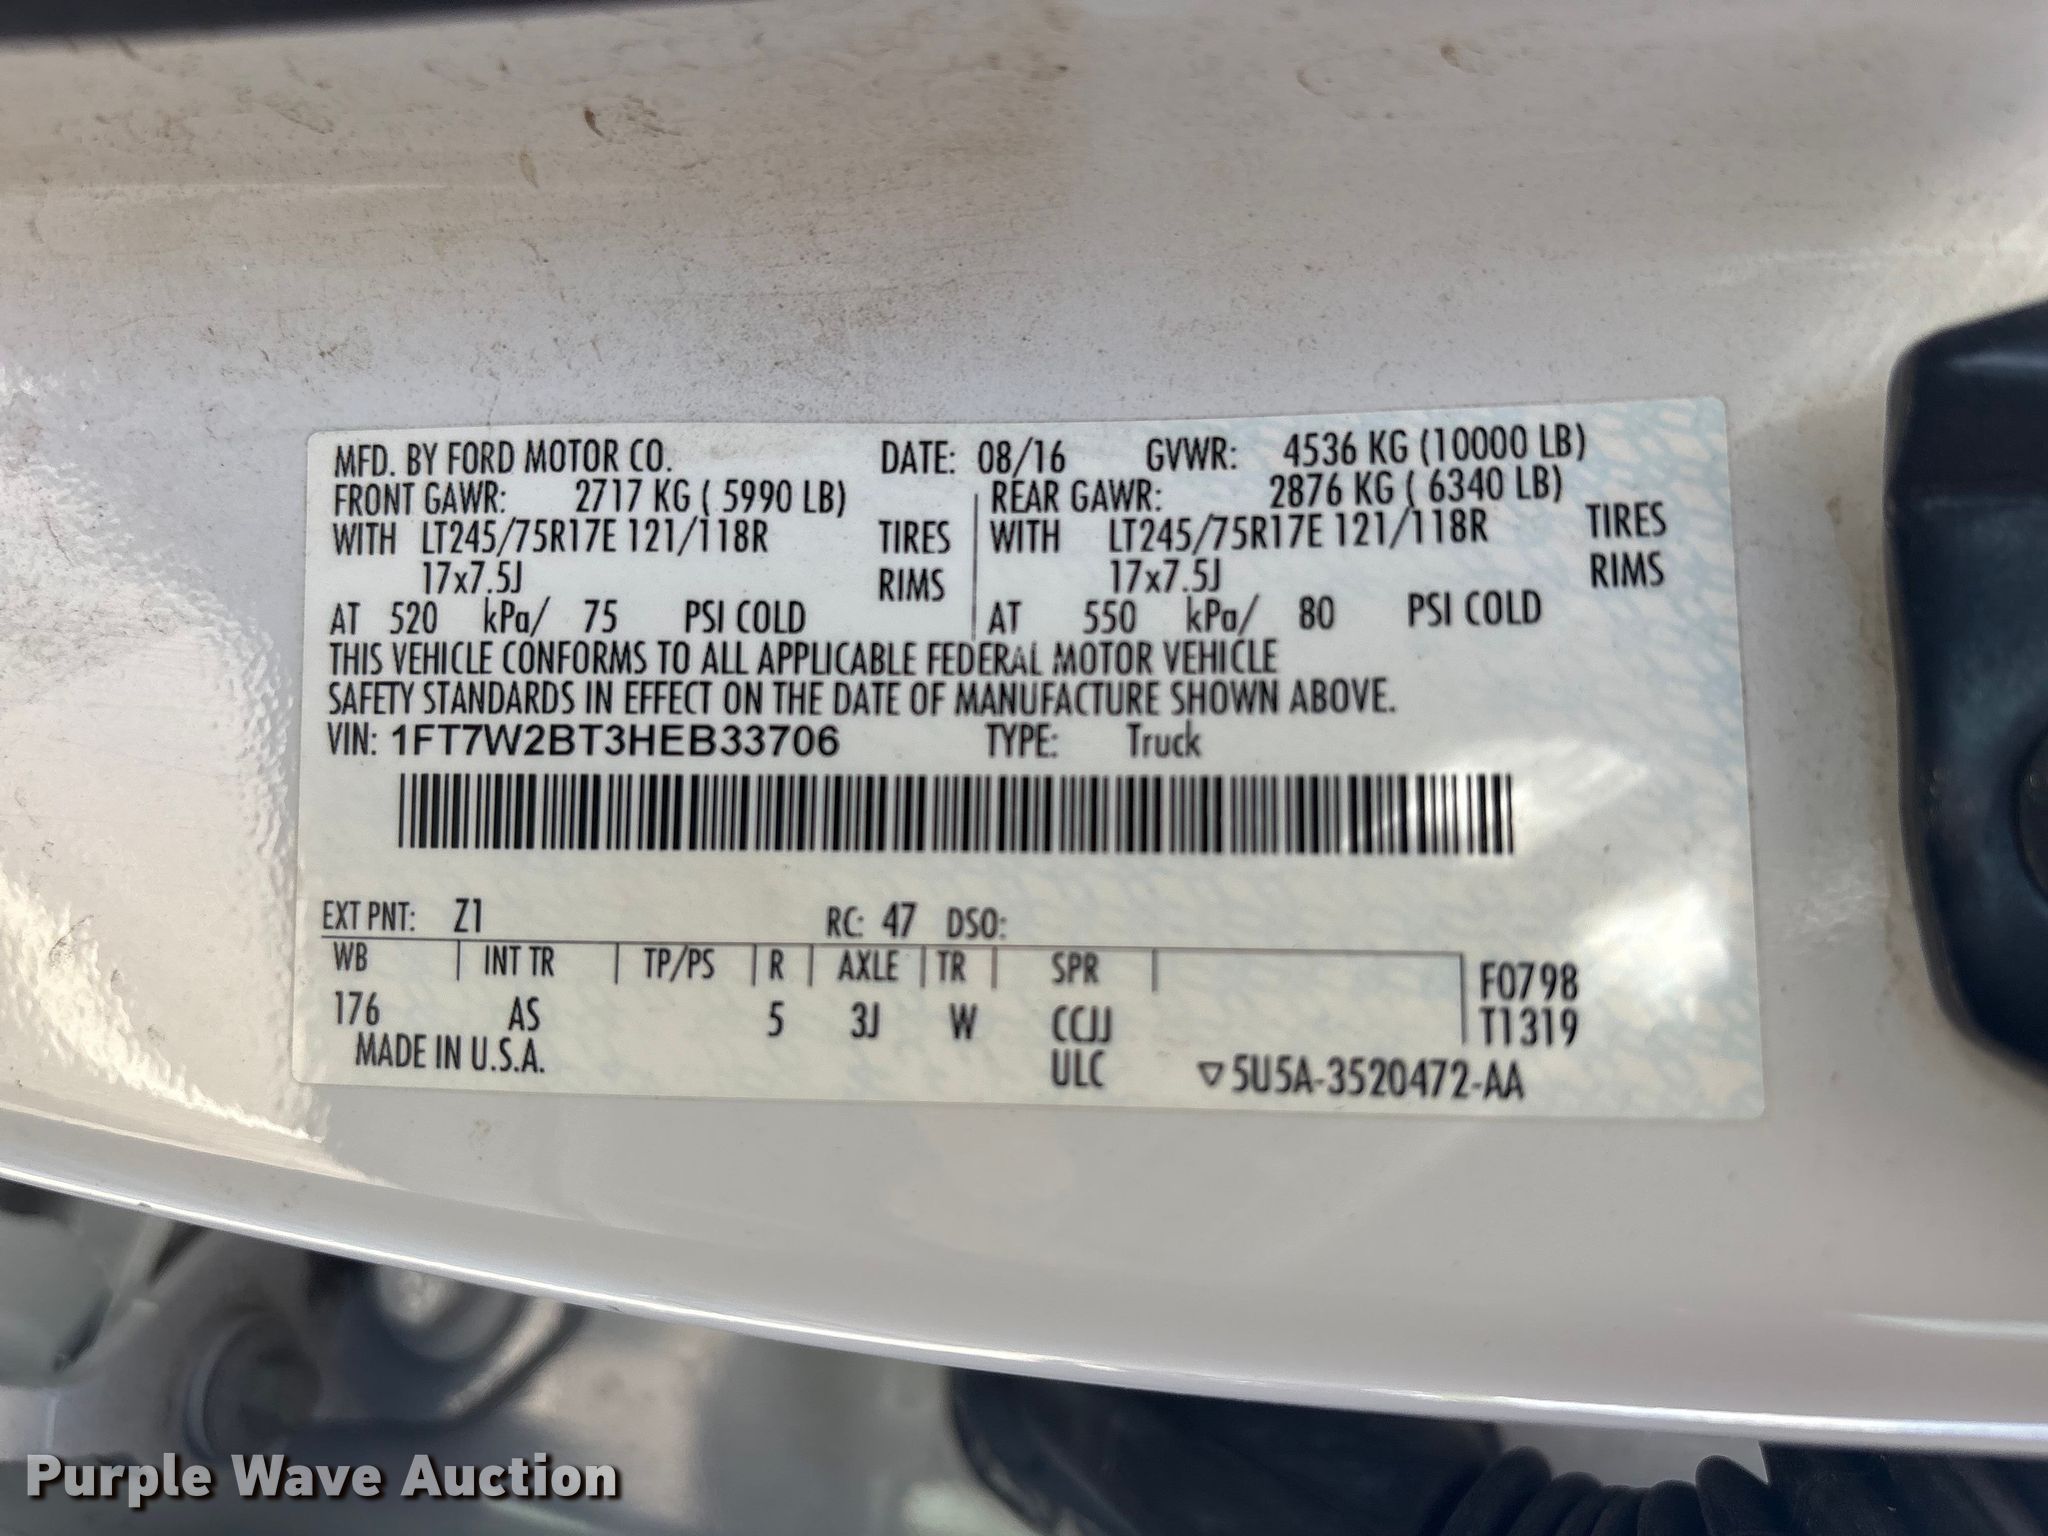 MFD. BY FORD MOTOR CO. DATE: 08/16 GVWR: 4536 KG (10000 LB)
FRONT GAWR: 2717 KG ( 5990 LB) REAR GAWR: 2876 KG ( 6340 LB)
WITH LT245/75R17E 121/118R TIRES WITH LT245/75R17E 121/118R TIRES
17x7.5J RIMS 17x7.5J RIMS
AT 520 kPa/ 75 PSI COLD AT 550 kPa/ 80 PSI COLD
THIS VEHICLE CONFORMS TO ALL APPLICABLE FEDERAL MOTOR VEHICLE
SAFETY STANDARDS IN EFFECT ON THE DATE OF MANUFACTURE SHOWN ABOVE.
VIN: 1FT7W2BT3HEB33706 TYPE: Truck
EXT PNT: Z1 RC: 47 DSO:
WB INT TR TP/PS R AXLE TR SPR F0798
176 AS 5 3J W CCJJ T1319
MADE IN U.S.A. ULC ▽5U5A-3520472-AA
Purple Wave Auction